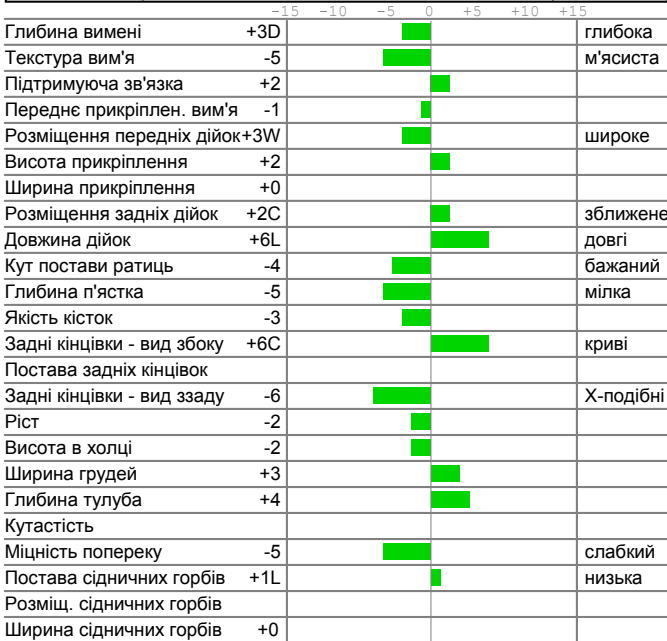 -15 -10 -5 0 +5 +10 +15
Глибина вимені +3D глибока
Текстура вим'я -5 м'ясиста
Підтримуюча зв'язка +2
Переднє прикріплен. вим'я -1
Розміщення передніх дійок+3W широке
Висота прикріплення +2
Ширина прикріплення +0
Розміщення задніх дійок +2C зближене
Довжина дійок +6L довгі
Кут постави ратиць -4 бажаний
Глибина п'ястка -5 мілка
Якість кісток -3
Задні кінцівки - вид збоку +6C криві
Постава задніх кінцівок
Задні кінцівки - вид ззаду -6 X-подібні
Ріст -2
Висота в холці -2
Ширина грудей +3
Глибина тулуба +4
Кутастість
Міцність попереку -5 слабкий
Постава сідничних горбів +1L низька
Розміщ. сідничних горбів
Ширина сідничних горбів +0